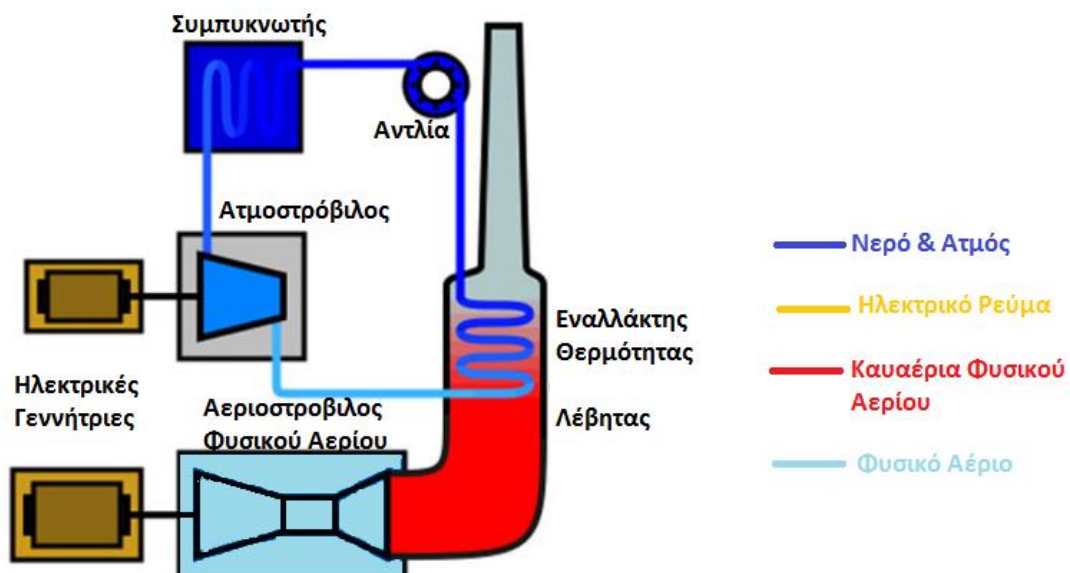 Συμπυκνωτής
Αντλία
Ατμοστρόβιλος
Εναλλάκτης
Θερμότητας
Ηλεκτρικές
Γεννήτριες
Αεριοστροβιλος
Φυσικού Αερίου
Λέβητας
Νερό & Ατμός
Ηλεκτρικό Ρεύμα
Καυαέρια Φυσικού
Αερίου
Φυσικό Αέριο